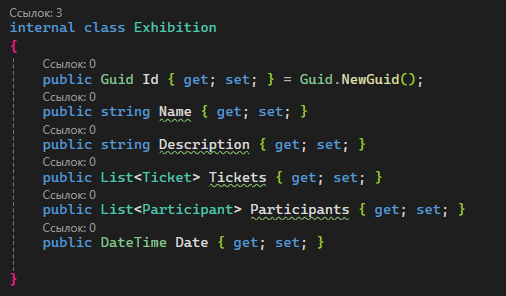 Ссылок: 3
internal class Exhibition
{
Ссылок: 0
public Guid Id { get; set; } = Guid.NewGuid();
Ссылок: 0
public string Name { get; set; }
Ссылок: 0
public string Description { get; set; }
Ссылок: 0
public List<Ticket> Tickets { get; set; }
Ссылок: 0
public List<Participant> Participants { get; set; }
Ссылок: 0
public DateTime Date { get; set; }
}